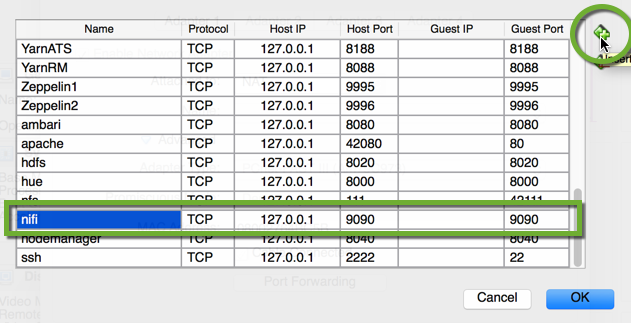 Name Protocol Host IP Host Port Guest IP Guest Port
YarnATS TCP 127.0.0.1 8188 8188
YarnRM TCP 127.0.0.1 8088 8088
Zeppelin1 TCP 127.0.0.1 9995 9995
Zeppelin2 TCP 127.0.0.1 9996 9996
ambari TCP 127.0.0.1 8080 8080
apache TCP 127.0.0.1 42080 80
hdfs TCP 127.0.0.1 8020 8020
hue TCP 127.0.0.1 8000 8000
nfs TCP 127.0.0.1 111 42111
nifi TCP 127.0.0.1 9090 9090
nodemanager TCP 127.0.0.1 8040 8040
ssh TCP 127.0.0.1 2222 22
Port Forwarding
Cancel OK